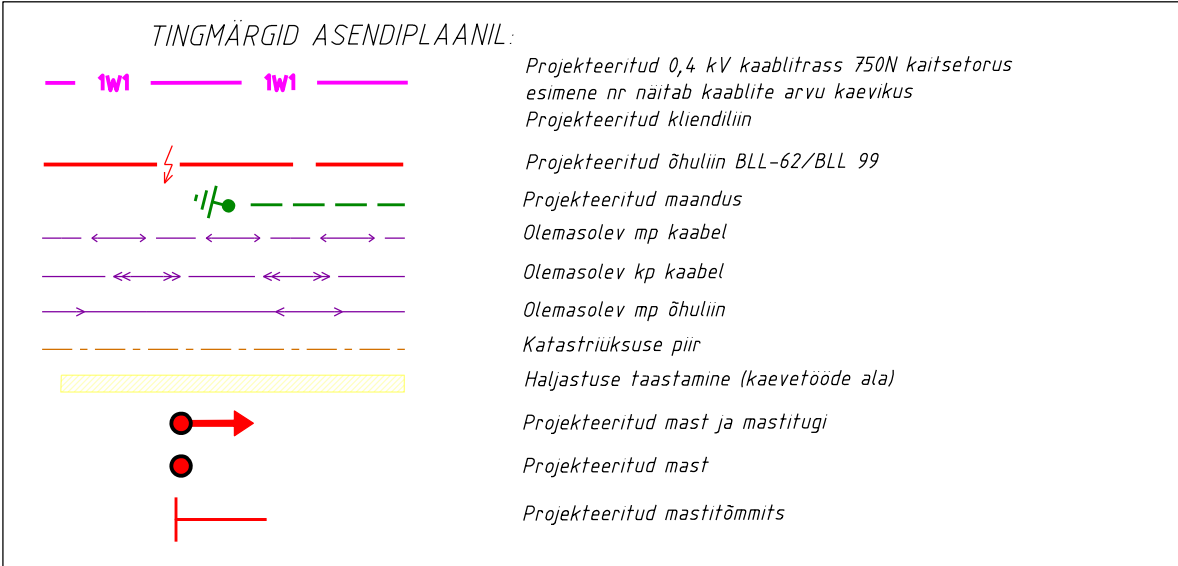 TINGMÄRGID ASENDIPLAANIL:
1W1 1W1
Projekteeritud 0,4 kV kaablitrass 750N kaitsetorus
esimene nr näitab kaablite arvu kaevikus
Projekteeritud kliendiliin
Projekteeritud õhuliin BLL-62/BLL 99
Projekteeritud maandus
Olemasolev mp kaabel
Olemasolev kp kaabel
Olemasolev mp õhuliin
Katastriüksuse piir
Haljastuse taastamine (kaevetööde ala)
Projekteeritud mast ja mastitugi
Projekteeritud mast
Projekteeritud mastitõmmits